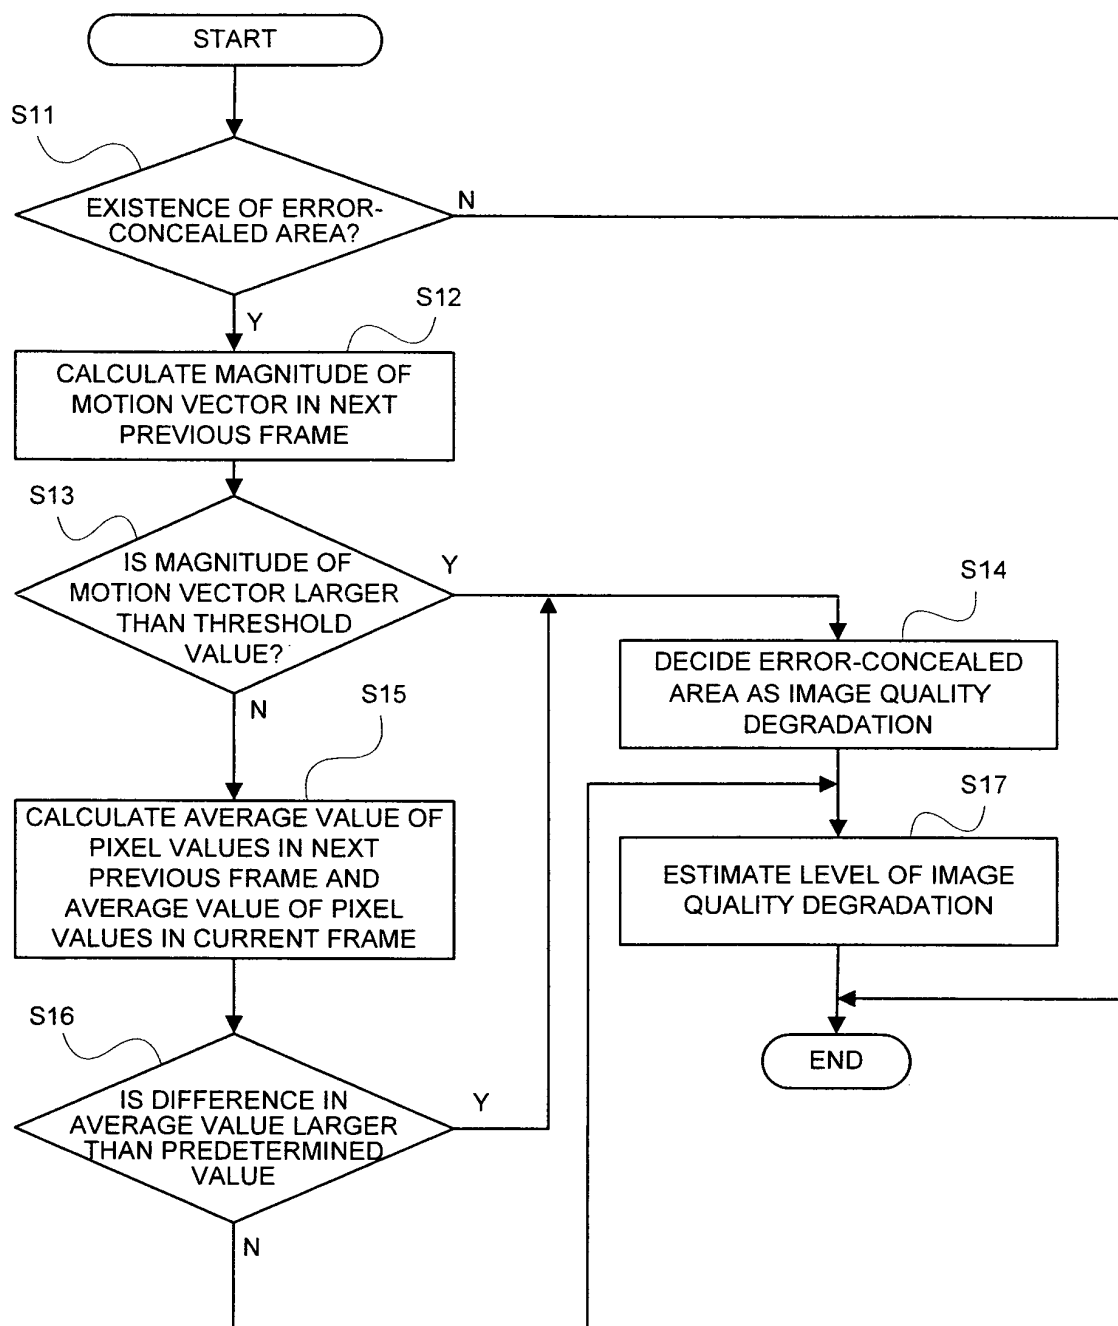 START
S11
EXISTENCE OF ERROR-
CONCEALED AREA?
N
Y
S12
CALCULATE MAGNITUDE OF
MOTION VECTOR IN NEXT
PREVIOUS FRAME
S13
IS MAGNITUDE OF
MOTION VECTOR LARGER
THAN THRESHOLD
VALUE?
Y
N
S14
DECIDE ERROR-CONCEALED
AREA AS IMAGE QUALITY
DEGRADATION
S15
CALCULATE AVERAGE VALUE OF
PIXEL VALUES IN NEXT
PREVIOUS FRAME AND
AVERAGE VALUE OF PIXEL
VALUES IN CURRENT FRAME
S17
ESTIMATE LEVEL OF IMAGE
QUALITY DEGRADATION
S16
IS DIFFERENCE IN
AVERAGE VALUE LARGER
THAN PREDETERMINED
VALUE
Y
N
END